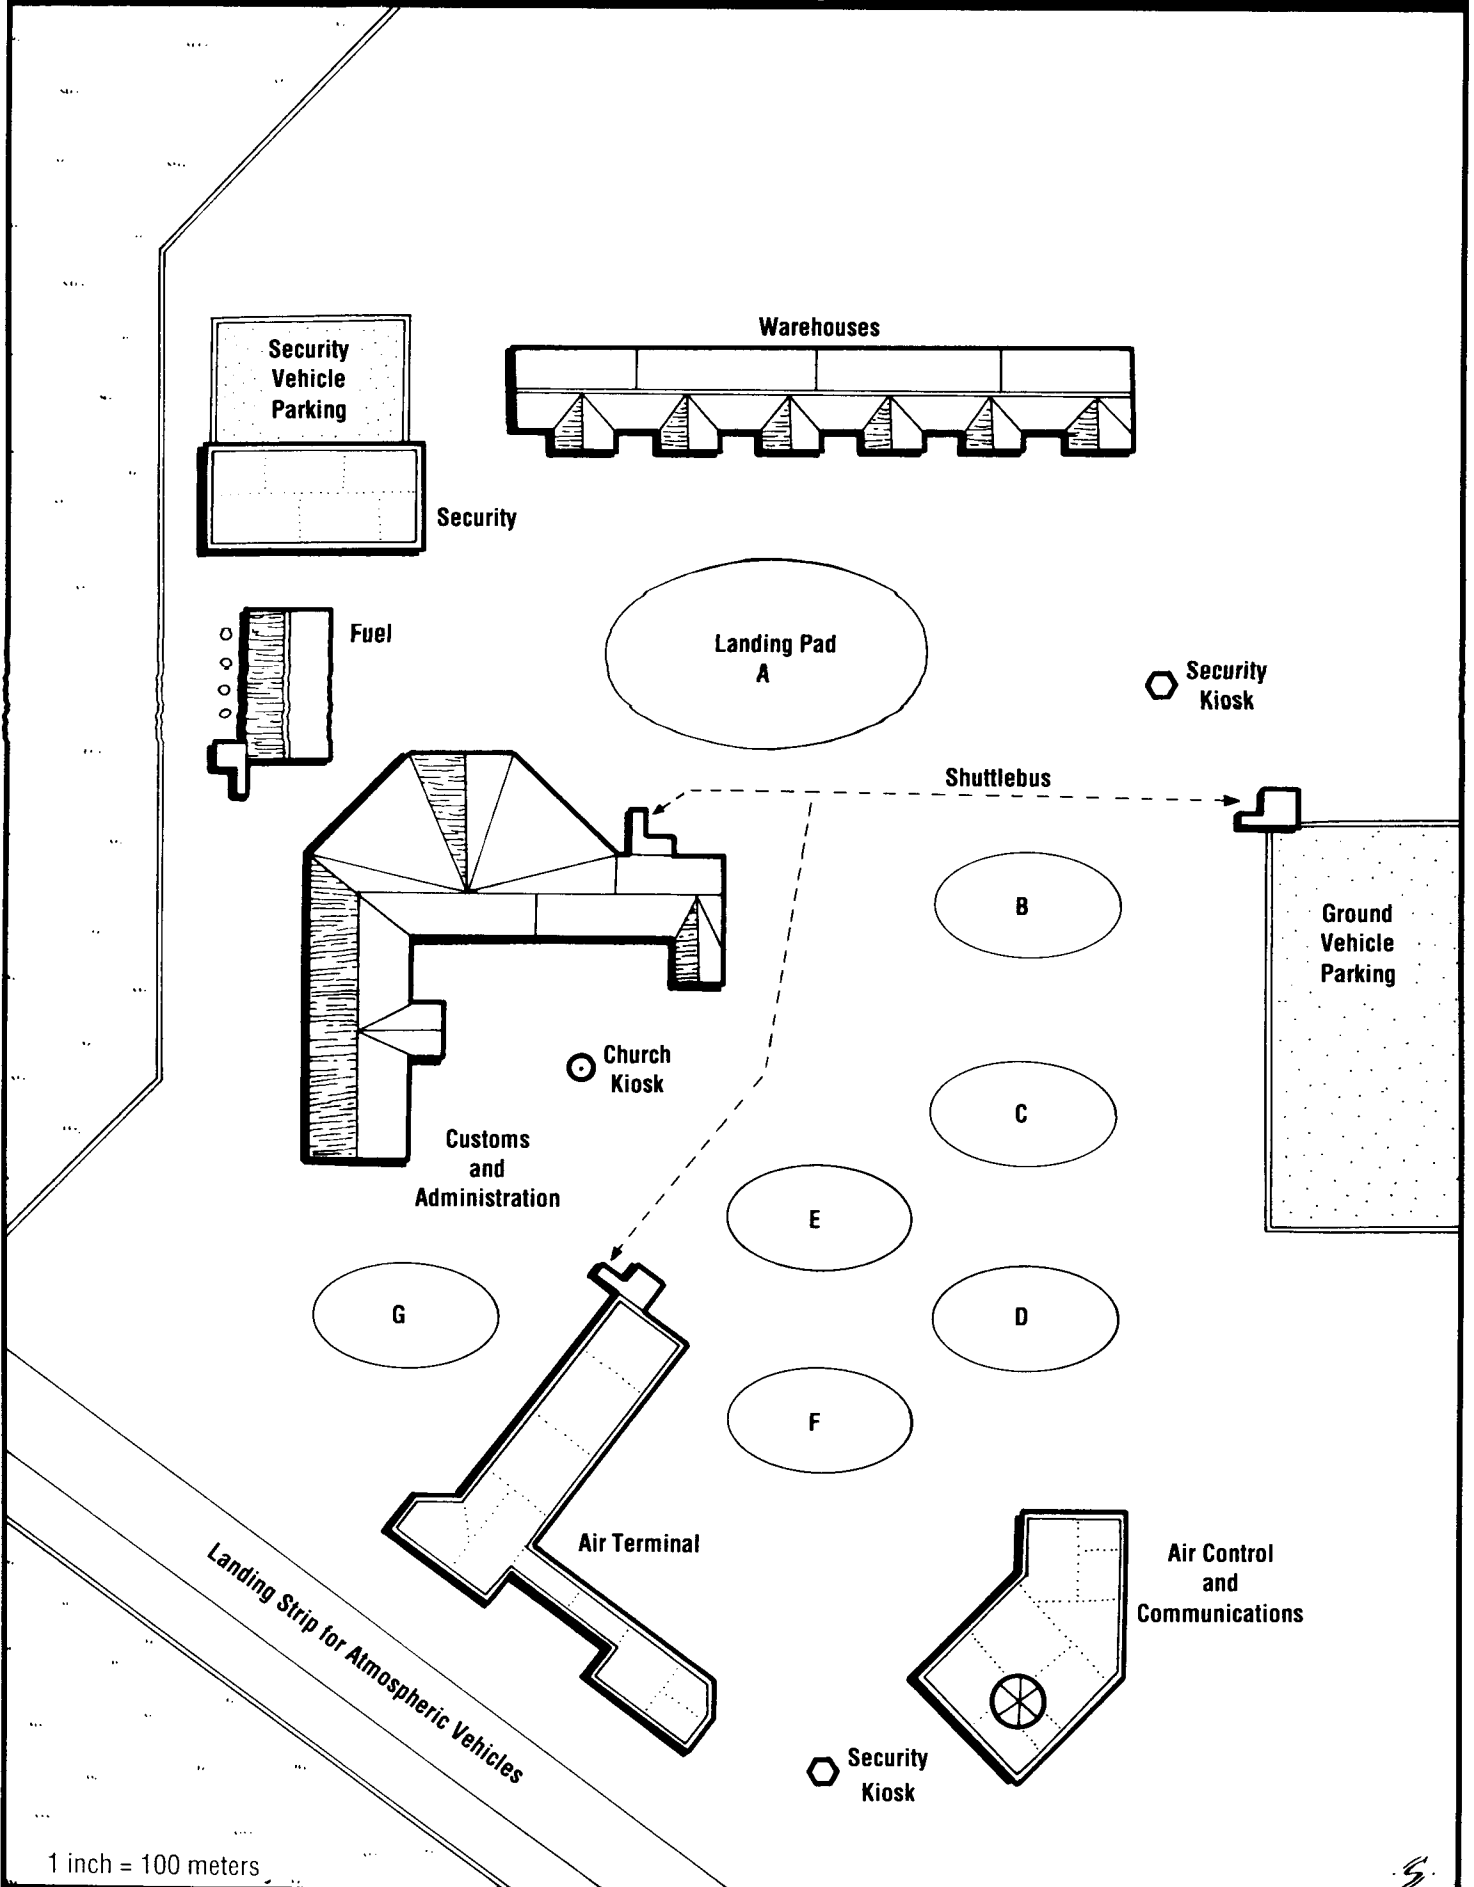 Warehouses
Security
Vehicle
Parking
Security
Fuel
Landing Pad
A
Security
Kiosk
Shuttlebus
B
Ground
Vehicle
Parking
Church
Kiosk
C
Customs
and
Administration
E
G
D
F
Air Terminal
Air Control
and
Communications
Landing Strip for Atmospheric Vehicles
Security
Kiosk
1 inch = 100 meters